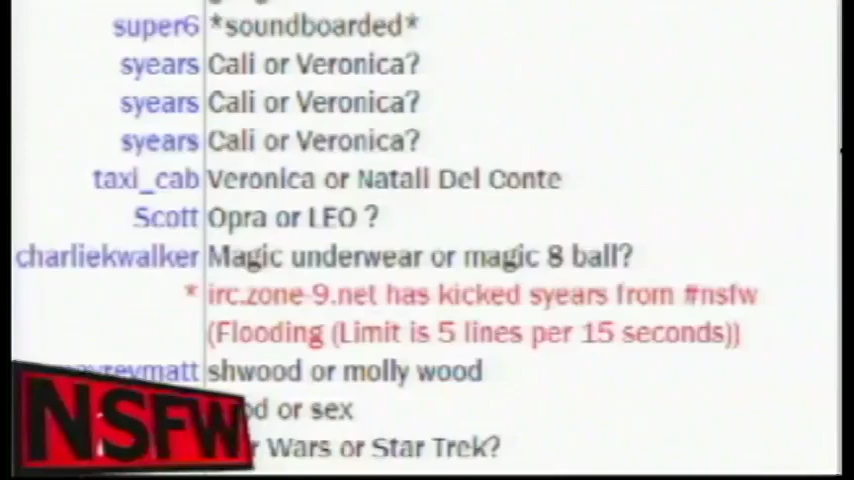 super6 *soundboarded*
syears Cali or Veronica?
syears Cali or Veronica?
syears Cali or Veronica?
taxi_cab Veronica or Natali Del Conte
Scott Opra or LEO ?
charliekwalker Magic underwear or magic 8 ball?
* irc.zone-9.net has kicked syears from #nsfw
(Flooding (Limit is 5 lines per 15 seconds))
shwood or molly wood
or sex
Wars or Star Trek?
NSFW